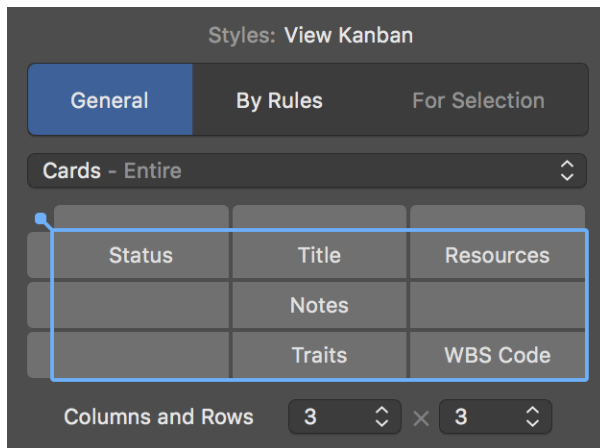 Styles: View Kanban
General By Rules For Selection
Cards - Entire
Status Title Resources
Notes
Traits WBS Code
Columns and Rows 3 × 3